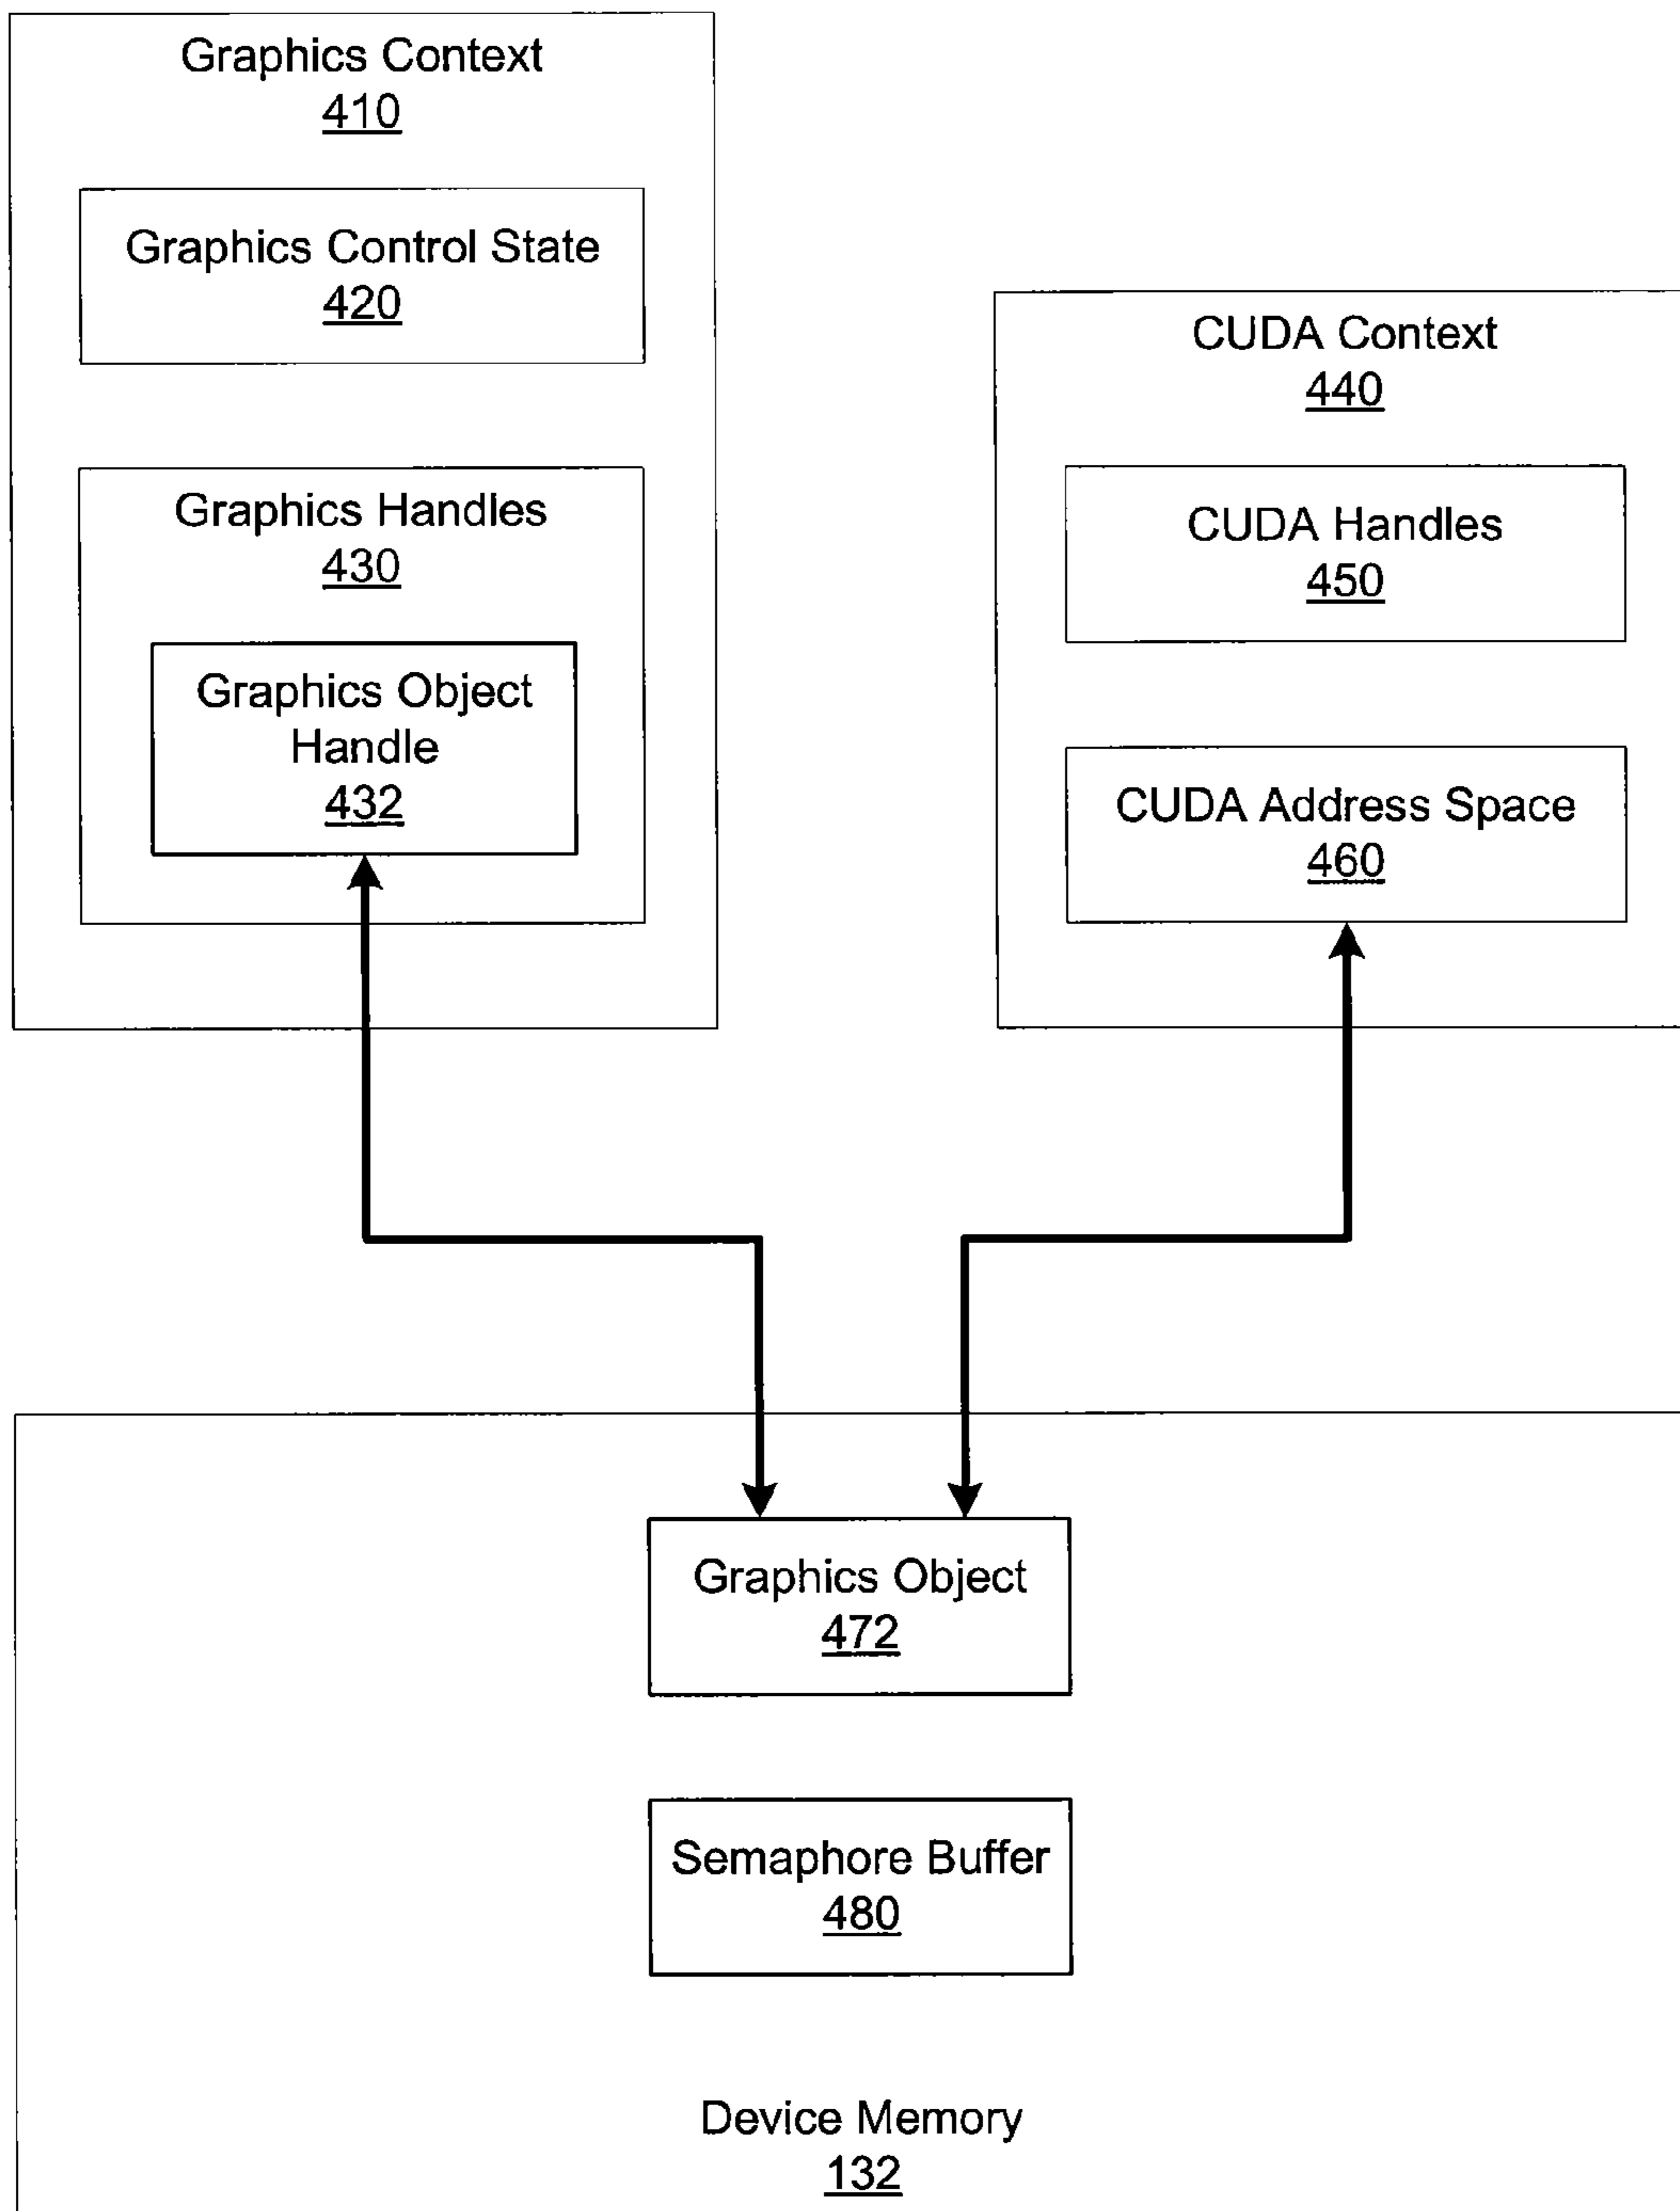 Graphics Context
410
Graphics Control State
420
Graphics Handles
430
Graphics Object
Handle
432
CUDA Context
440
CUDA Handles
450
CUDA Address Space
460
Graphics Object
472
Semaphore Buffer
480
Device Memory
132